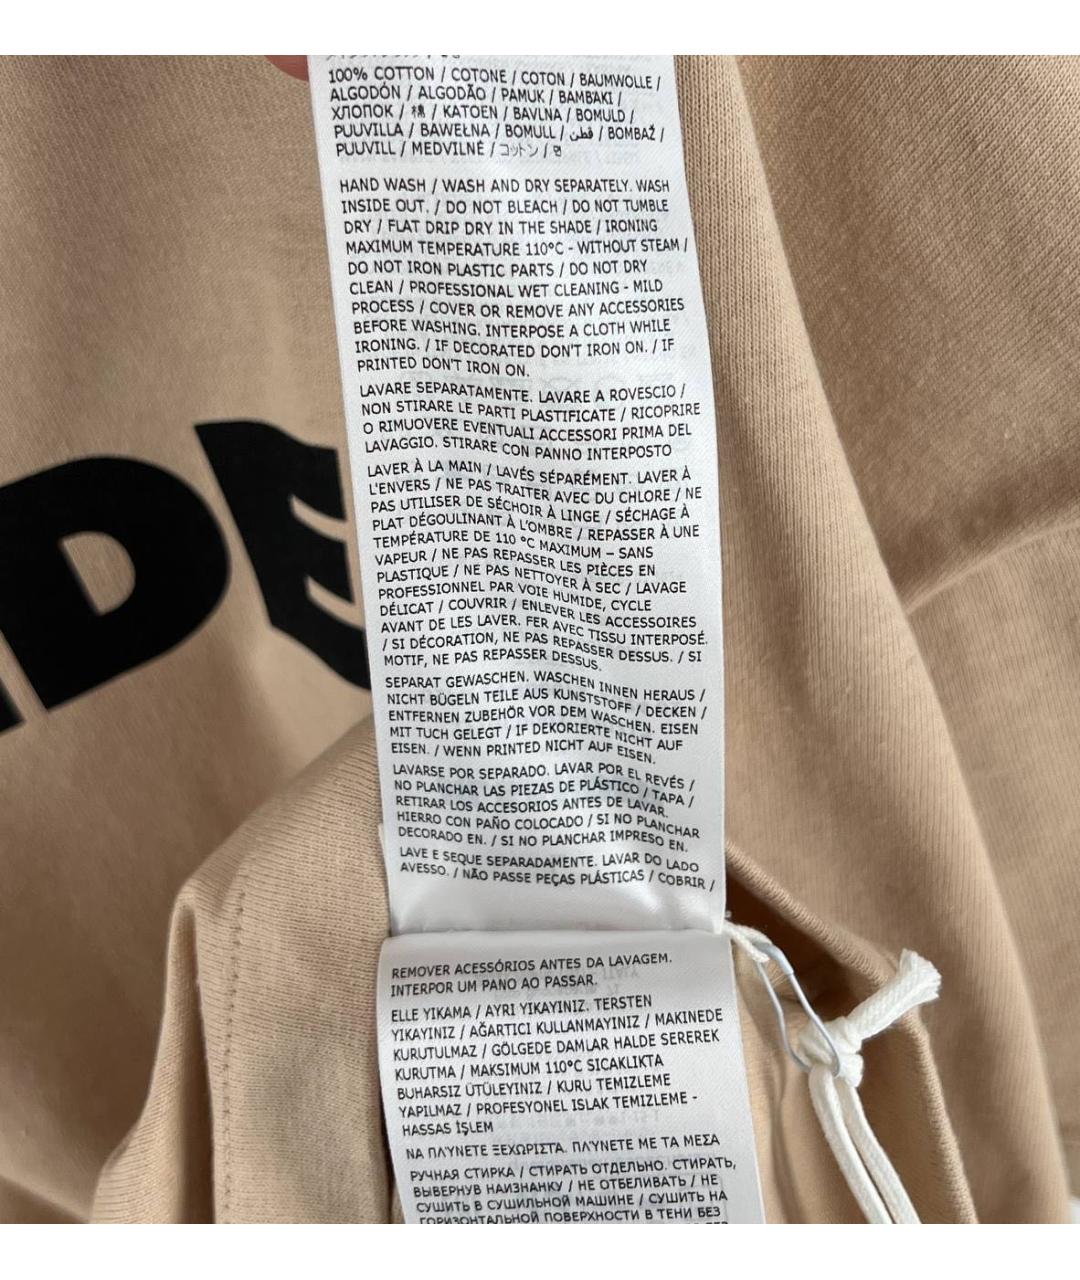 100% COTTON / COTONE / COTON / BAUMWOLLE /
ALGODÓN / ALGODÃO / PAMUK / BAMBAKI /
ХЛОПОК / 棉 / KATOEN / BAVLNA / BOMULD /
PUUVILLA / BAWEŁNA / BOMULL / قطن / BOMBAŽ /
PUUVILL / MEDVILNĖ / コットン / 면
HAND WASH / WASH AND DRY SEPARATELY. WASH
INSIDE OUT. / DO NOT BLEACH / DO NOT TUMBLE
DRY / FLAT DRIP DRY IN THE SHADE / IRONING
MAXIMUM TEMPERATURE 110°C - WITHOUT STEAM /
DO NOT IRON PLASTIC PARTS / DO NOT DRY
CLEAN / PROFESSIONAL WET CLEANING - MILD
PROCESS / COVER OR REMOVE ANY ACCESSORIES
BEFORE WASHING. INTERPOSE A CLOTH WHILE
IRONING. / IF DECORATED DON'T IRON ON. / IF
PRINTED DON'T IRON ON.
LAVARE SEPARATAMENTE. LAVARE A ROVESCIO /
NON STIRARE LE PARTI PLASTIFICATE / RICOPRIRE
O RIMUOVERE EVENTUALI ACCESSORI PRIMA DEL
LAVAGGIO. STIRARE CON PANNO INTERPOSTO
LAVER À LA MAIN / LAVÉS SÉPARÉMENT. LAVER À
L'ENVERS / NE PAS TRAITER AVEC DU CHLORE / NE
PAS UTILISER DE SÉCHOIR À LINGE / SÉCHAGE À
PLAT DÉGOULINANT À L'OMBRE / REPASSER À UNE
TEMPÉRATURE DE 110 °C MAXIMUM – SANS
VAPEUR / NE PAS REPASSER LES PIÈCES EN
PLASTIQUE / NE PAS NETTOYER À SEC / LAVAGE
PROFESSIONNEL PAR VOIE HUMIDE, CYCLE
DÉLICAT / COUVRIR / ENLEVER LES ACCESSOIRES
AVANT DE LES LAVER. FER AVEC TISSU INTERPOSÉ.
/ SI DÉCORATION, NE PAS REPASSER DESSUS. / SI
MOTIF, NE PAS REPASSER DESSUS.
SEPARAT GEWASCHEN. WASCHEN INNEN HERAUS /
NICHT BÜGELN TEILE AUS KUNSTSTOFF / DECKEN /
ENTFERNEN ZUBEHÖR VOR DEM WASCHEN. EISEN
MIT TUCH GELEGT / IF DEKORIERTE NICHT AUF
EISEN. / WENN PRINTED NICHT AUF EISEN.
LAVARSE POR SEPARADO. LAVAR POR EL REVÉS /
NO PLANCHAR LAS PIEZAS DE PLÁSTICO / TAPA /
RETIRAR LOS ACCESORIOS ANTES DE LAVAR.
HIERRO CON PAÑO COLOCADO / SI NO PLANCHAR
DECORADO EN. / SI NO PLANCHAR IMPRESO EN.
LAVE E SEQUE SEPARADAMENTE. LAVAR DO LADO
AVESSO. / NÃO PASSE PEÇAS PLÁSTICAS / COBRIR /
REMOVER ACESSÓRIOS ANTES DA LAVAGEM.
INTERPOR UM PANO AO PASSAR.
ELLE YIKAMA / AYRI YIKAYINIZ. TERSTEN
YIKAYINIZ / AĞARTICI KULLANMAYINIZ / MAKINEDE
KURUTULMAZ / GÖLGEDE DAMLAR HALDE SEREREK
KURUTMA / MAKSIMUM 110°C SICAKLIKTA
BUHARSIZ ÜTÜLEYINIZ / KURU TEMIZLEME
YAPILMAZ / PROFESYONEL ISLAK TEMIZLEME -
HASSAS İŞLEM
ΝΑ ΠΛΥΝΕΤΕ ΞΕΧΩΡΙΣΤΑ. ΠΛΥΝΕΤΕ ΜΕ ΤΑ ΜΕΣΑ
РУЧНАЯ СТИРКА / СТИРАТЬ ОТДЕЛЬНО. СТИРАТЬ,
ВЫВЕРНУВ НАИЗНАНКУ / НЕ ОТБЕЛИВАТЬ / НЕ
СУШИТЬ В СУШИЛЬНОЙ МАШИНЕ / СУШИТЬ НА
ГОРИЗОНТАЛЬНОЙ ПОВЕРХНОСТИ В ТЕНИ БЕЗ
DE